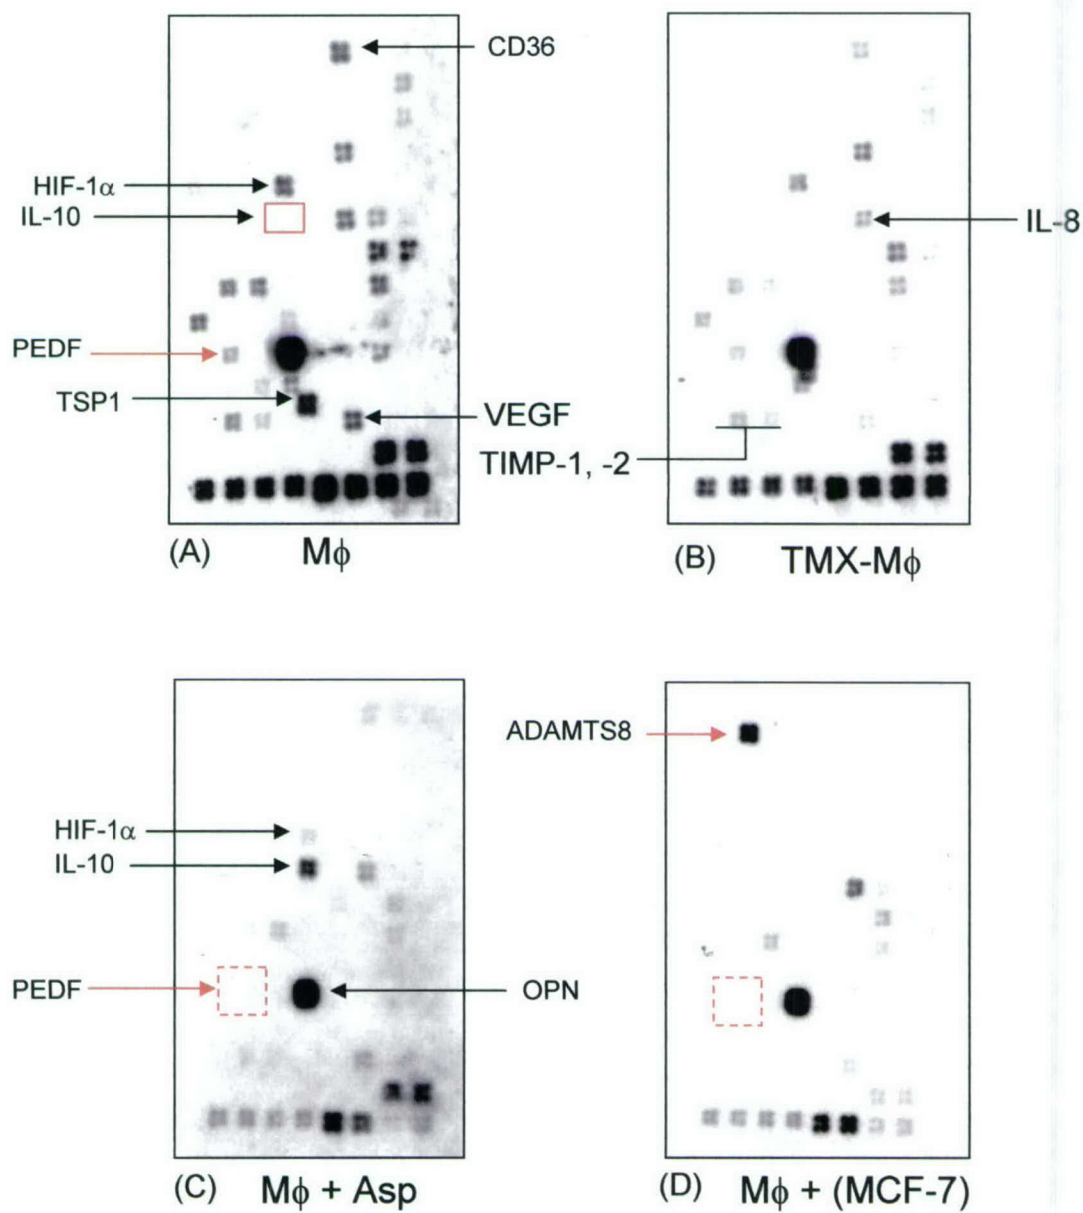 CD36
HIF-1α
IL-10
IL-8
PEDF
TSP1
VEGF
TIMP-1, -2
(A) Mϕ
(B) TMX-Mϕ
ADAMTS8
HIF-1α
IL-10
PEDF
OPN
(C) Mϕ + Asp
(D) Mϕ + (MCF-7)